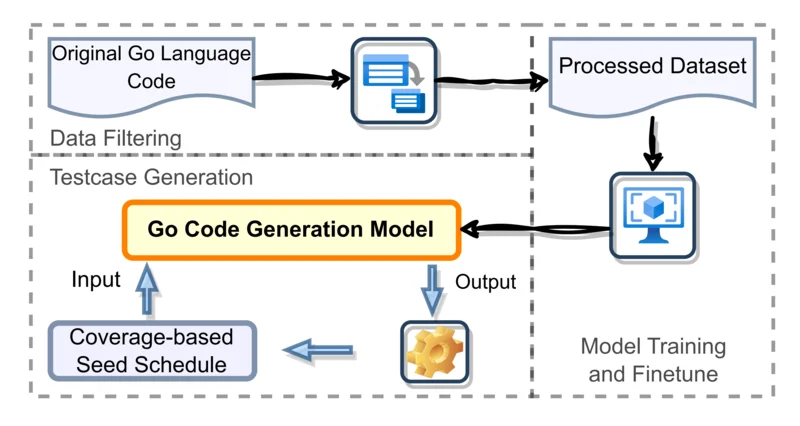 Original Go Language
Code
Processed Dataset
Data Filtering
Testcase Generation
Go Code Generation Model
Input
Output
Coverage-based
Seed Schedule
Model Training
and Finetune